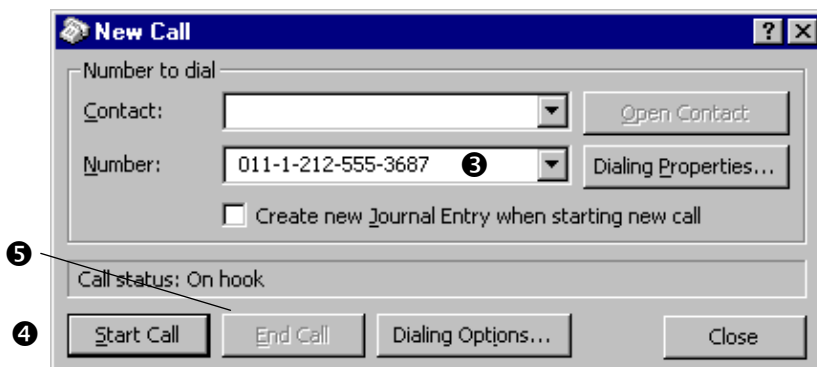 New Call
Number to dial
Contact:
Open Contact
Number:
011-1-212-555-3687
❸
Dialing Properties...
Create new Journal Entry when starting new call
❺
Call status: On hook
❹
Start Call
End Call
Dialing Options...
Close